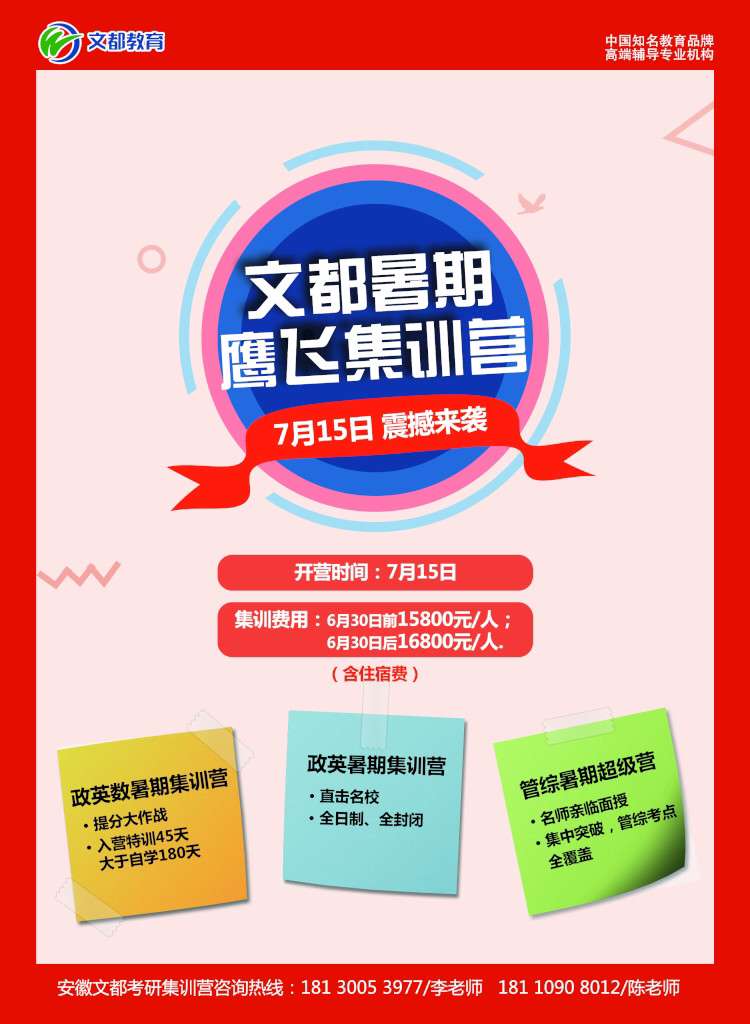 文都教育
中国知名教育品牌
高端辅导专业机构
文都暑期
鹰飞集训营
7月15日 震撼来袭
开营时间：7月15日
集训费用：6月30日前15800元/人；
6月30日后16800元/人.
（含住宿费）
政英数暑期集训营
·提分大作战
·入营特训45天
大于自学180天
政英暑期集训营
·直击名校
·全日制、全封闭
管综暑期超级营
·名师亲临面授
·集中突破，管综考点
全覆盖
安徽文都考研集训营咨询热线：181 3005 3977/李老师 181 1090 8012/陈老师